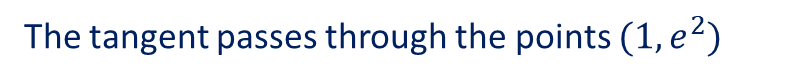 The tangent passes through the points (1, e²)